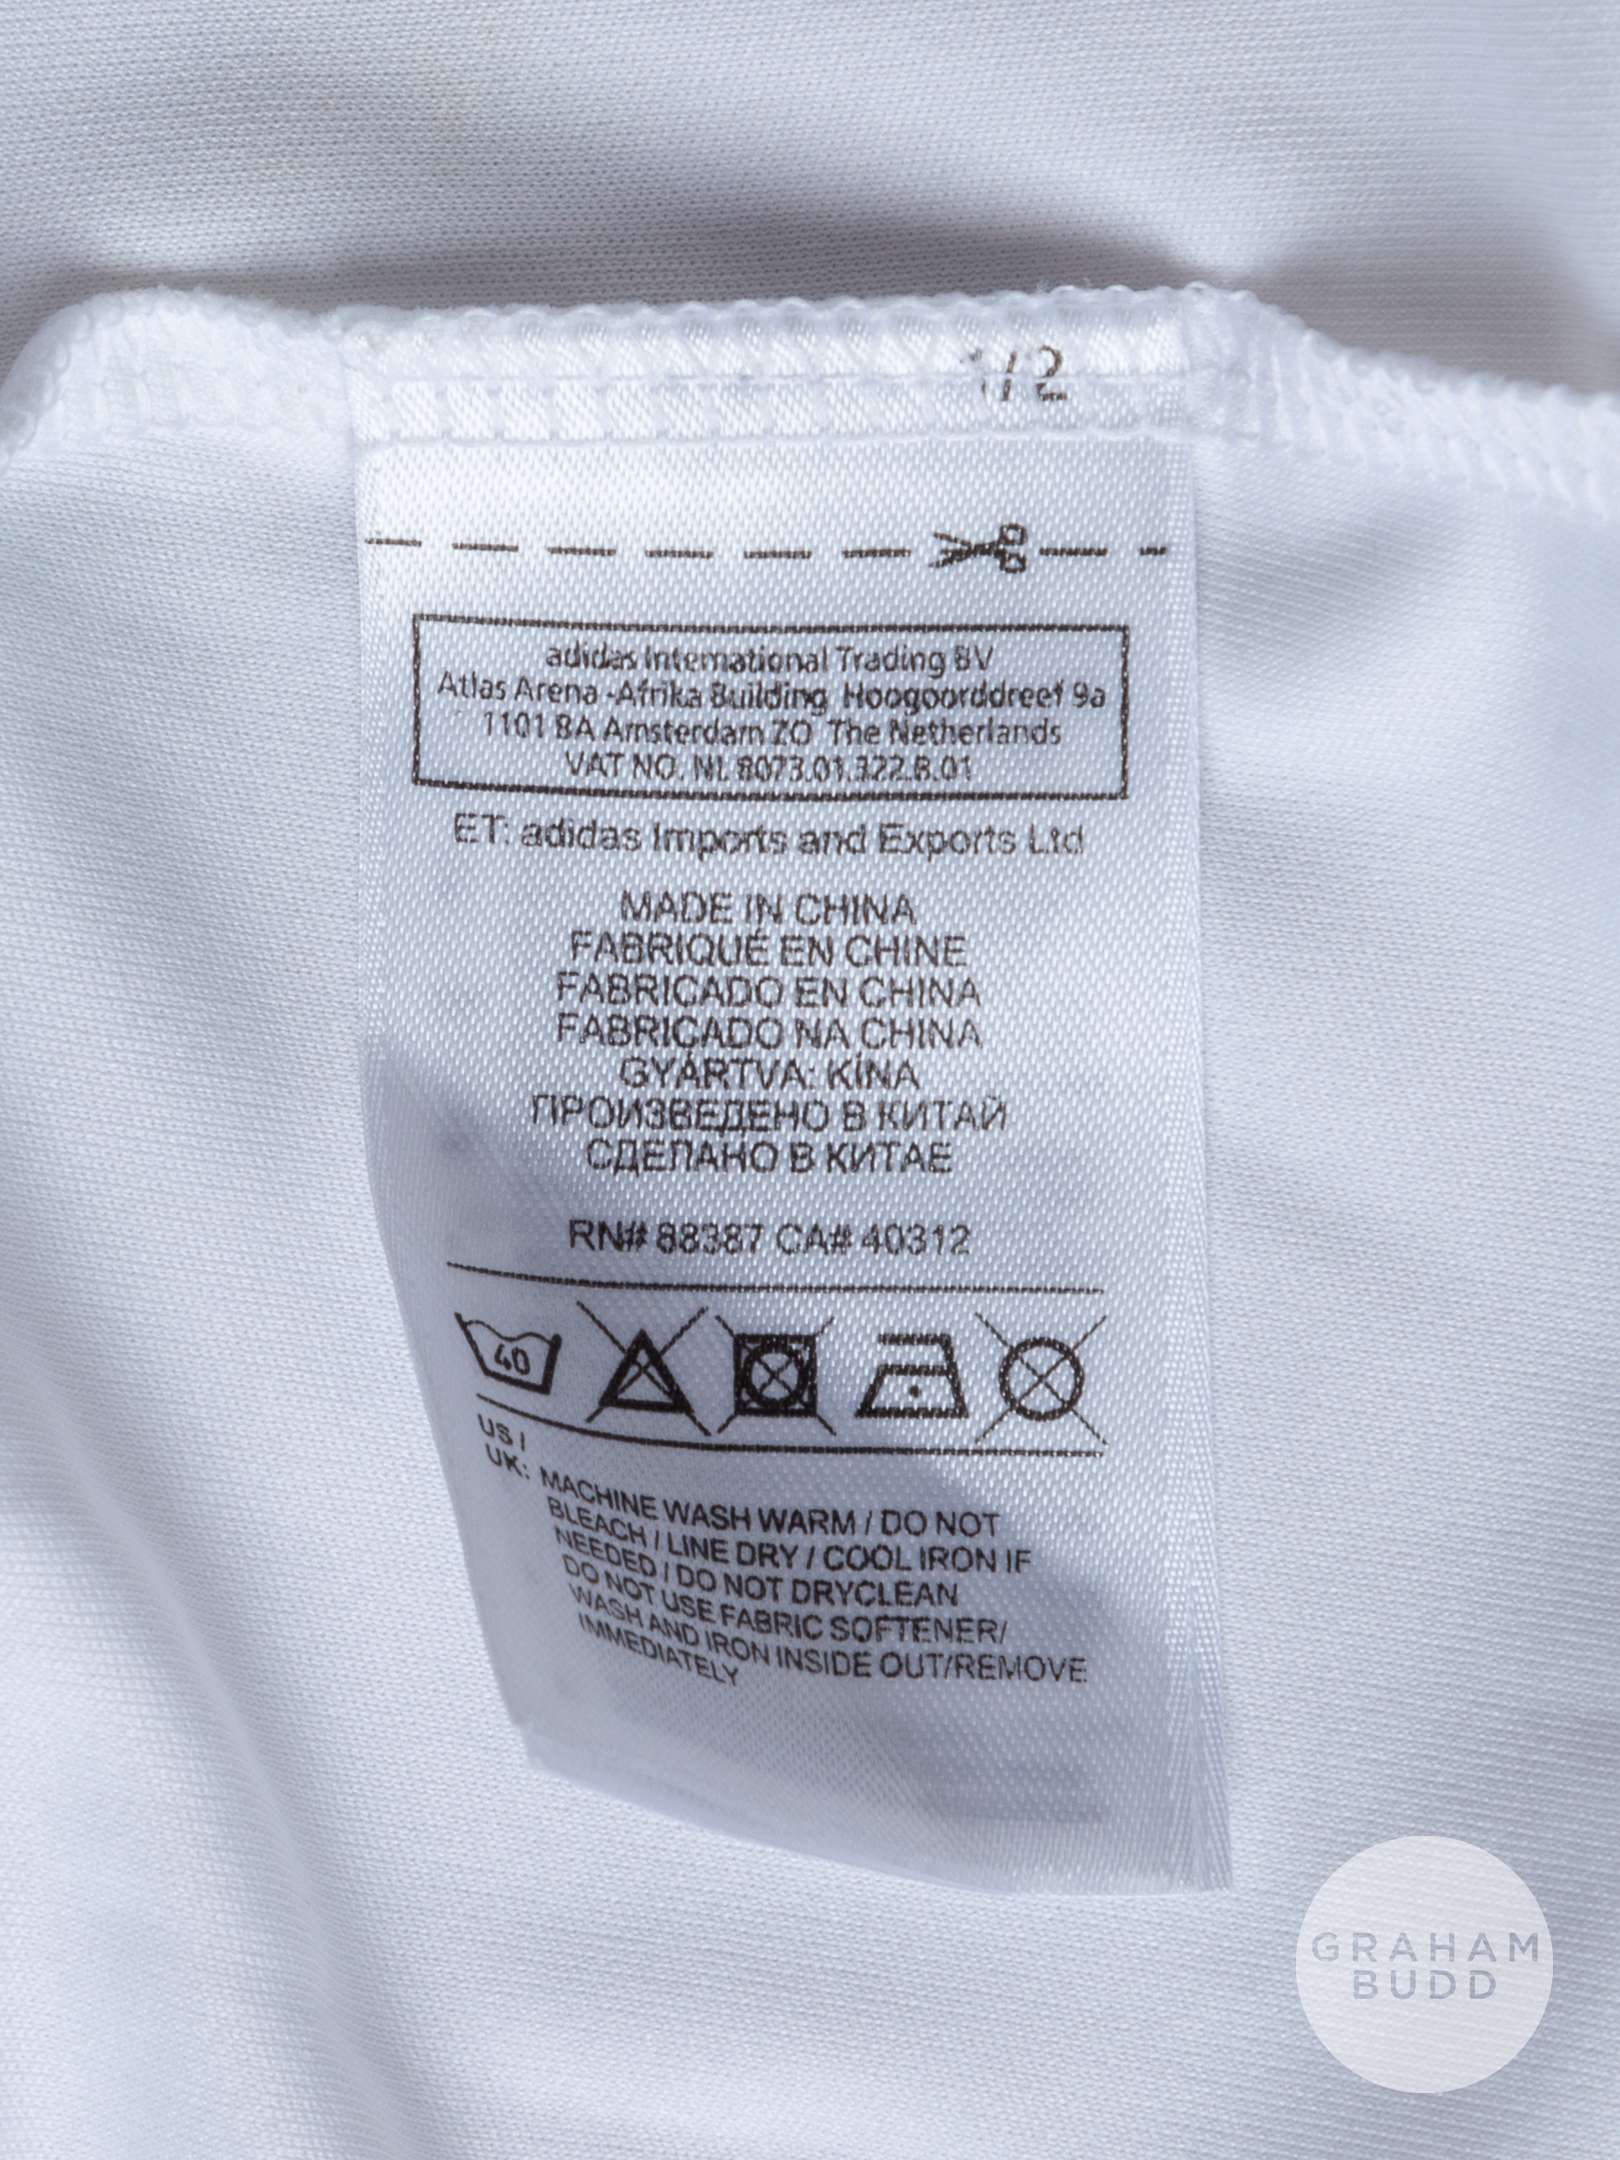 1/2
adidas International Trading BV
Atlas Arena -Afrika Building Hoogoorddreef 9a
1101 BA Amsterdam ZO The Netherlands
VAT NO. NL 8073.01.322.B.01
ET: adidas Imports and Exports Ltd
MADE IN CHINA
FABRIQUÉ EN CHINE
FABRICADO EN CHINA
FABRICADO NA CHINA
GYÁRTVA: KÍNA
ПРОИЗВЕДЕНО В КИТАЙ
СДЕЛАНО В КИТАЕ
RN# 88387 CA# 40312
40
US /
UK: MACHINE WASH WARM / DO NOT
BLEACH / LINE DRY / COOL IRON IF
NEEDED / DO NOT DRYCLEAN
DO NOT USE FABRIC SOFTENER/
WASH AND IRON INSIDE OUT/REMOVE
IMMEDIATELY
GRAHAM
BUDD